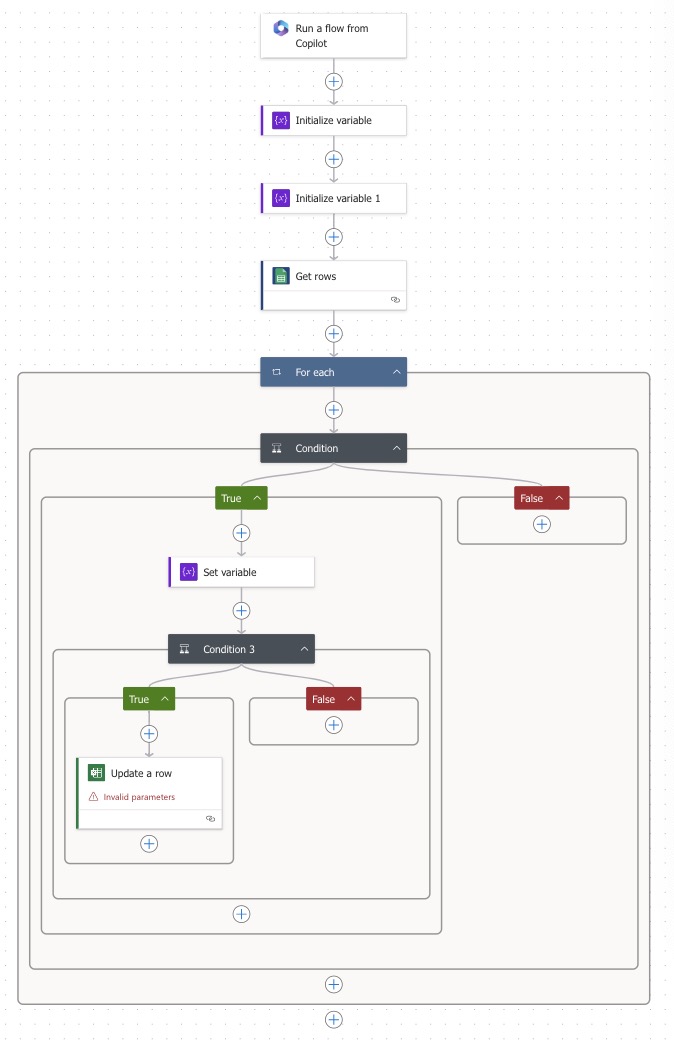 Run a flow from
Copilot
Initialize variable
Initialize variable 1
Get rows
For each
Condition
True
False
Set variable
Condition 3
True
False
Update a row
Invalid parameters